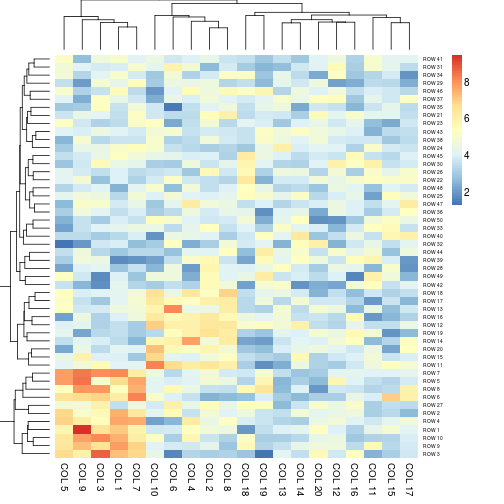 ROW 41
ROW 31
ROW 34
ROW 29
ROW 46
ROW 37
ROW 35
ROW 21
ROW 23
ROW 43
ROW 38
ROW 24
ROW 45
ROW 30
ROW 26
ROW 22
ROW 48
ROW 25
ROW 47
ROW 36
ROW 50
ROW 33
ROW 40
ROW 32
ROW 44
ROW 39
ROW 28
ROW 49
ROW 42
ROW 18
ROW 17
ROW 13
ROW 16
ROW 12
ROW 19
ROW 14
ROW 20
ROW 15
ROW 11
ROW 7
ROW 5
ROW 8
ROW 6
ROW 27
ROW 2
ROW 4
ROW 1
ROW 10
ROW 9
ROW 3
8
6
4
2
COL 5
COL 9
COL 3
COL 1
COL 7
COL 10
COL 6
COL 4
COL 2
COL 8
COL 18
COL 19
COL 13
COL 14
COL 20
COL 12
COL 16
COL 11
COL 15
COL 17